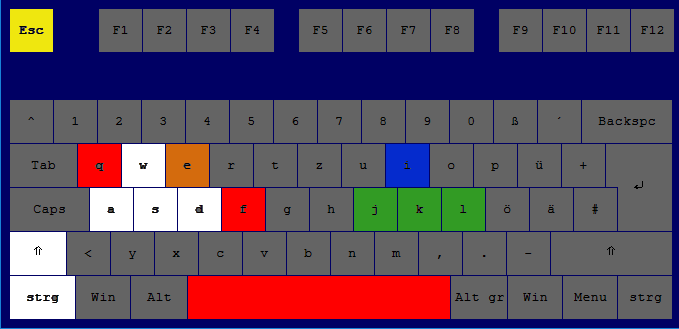 Esc F1 F2 F3 F4 F5 F6 F7 F8 F9 F10 F11 F12
^ 1 2 3 4 5 6 7 8 9 0 ß ´ Backspc
Tab q w e r t z u i o p ü +
Caps a s d f g h j k l ö ä # ↵
⇑ < y x c v b n m , . - ⇑
strg Win Alt Alt gr Win Menu strg